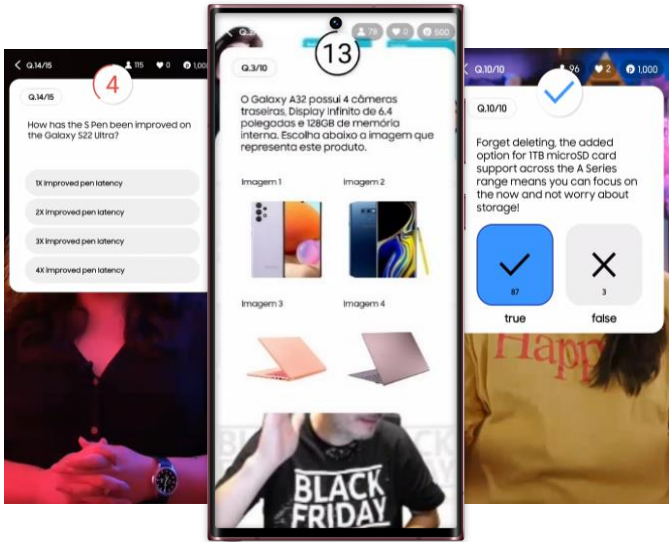 Q.14/15
115
0
1,00
4
Q.14/15
How has the S Pen been improved on
the Galaxy S22 Ultra?
1X improved pen latency
2X improved pen latency
3X improved pen latency
4X improved pen latency
78
0
500
13
Q.3/10
O Galaxy A32 possui 4 câmeras
traseiras, Display Infinito de 6,4
polegadas e 128GB de memória
interna. Escolha abaixo a imagem que
representa este produto.
Imagem 1
Imagem 2
Imagem 3
Imagem 4
BLACK
FRIDAY
Q.10/10
96
2
1,000
Q.10/10
Forget deleting, the added
option for 1TB microSD card
support across the A Series
range means you can focus on
the now and not worry about
storage!
87
3
true
false
Happ